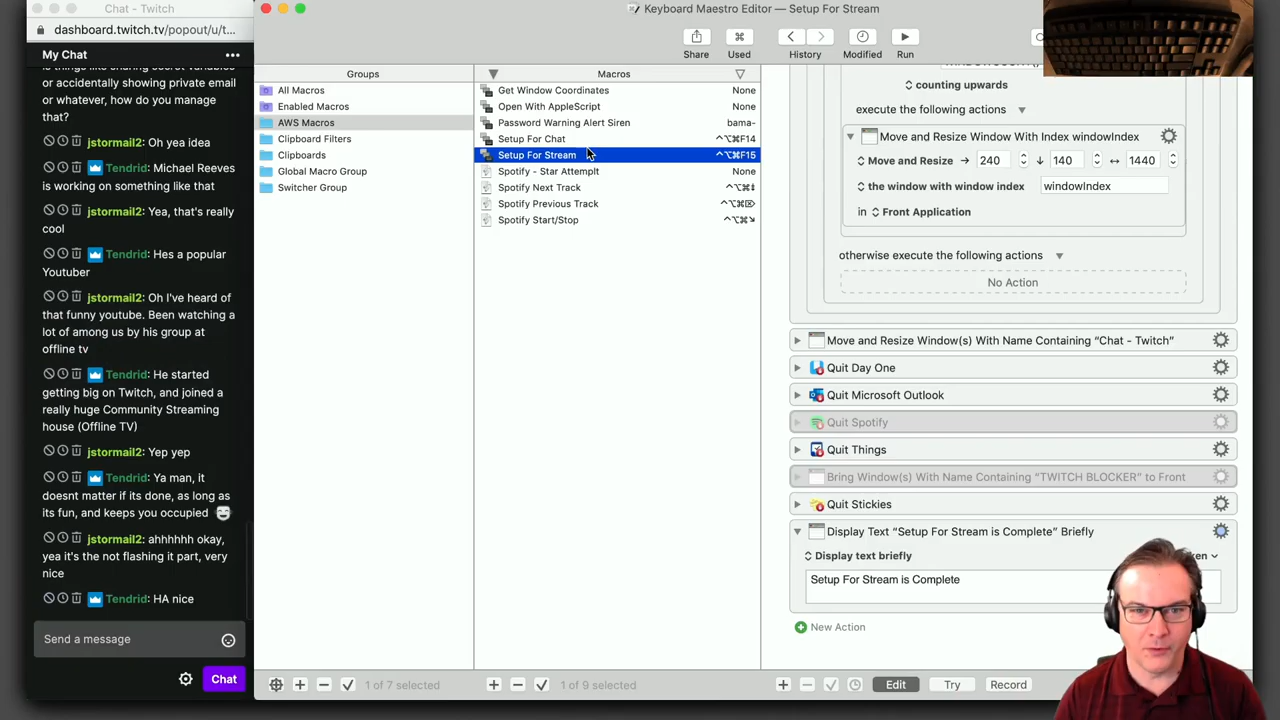 Chat - Twitch
dashboard.twitch.tv/popout/u/t...
My Chat
or accidentally showing private email
or whatever, how do you manage
that?
jstormail2: Oh yea idea
Tendrid: Michael Reeves
is working on something like that
jstormail2: Yea, that's really
cool
Tendrid: Hes a popular
Youtuber
jstormail2: Oh I've heard of
that funny youtube. Been watching a
lot of among us by his group at
offline tv
Tendrid: He started
getting big on Twitch, and joined a
really huge Community Streaming
house (Offline TV)
jstormail2: Yep yep
Tendrid: Ya man, it
doesnt matter if its done, as long as
its fun, and keeps you occupied
jstormail2: ahhhhhh okay,
yea it's the not flashing it part, very
nice
Tendrid: HA nice
Send a message
Chat
Keyboard Maestro Editor — Setup For Stream
Share
Used
History
Modified
Run
Groups
All Macros
Enabled Macros
AWS Macros
Clipboard Filters
Clipboards
Global Macro Group
Switcher Group
1 of 7 selected
Macros
Get Window Coordinates None
Open With AppleScript None
Password Warning Alert Siren bama-
Setup For Chat ^⌥⌘F14
Setup For Stream ^⌥⌘F15
Spotify - Star Attempt None
Spotify Next Track ^⌥⌘⇟
Spotify Previous Track ^⌥⌘⌦
Spotify Start/Stop ^⌥⌘↘
1 of 9 selected
counting upwards
execute the following actions
Move and Resize Window With Index windowIndex
Move and Resize → 240 ↓ 140 ↔ 1440
the window with window index windowIndex
in Front Application
otherwise execute the following actions
No Action
Move and Resize Window(s) With Name Containing “Chat - Twitch”
Quit Day One
Quit Microsoft Outlook
Quit Spotify
Quit Things
Bring Window(s) With Name Containing “TWITCH BLOCKER” to Front
Quit Stickies
Display Text “Setup For Stream is Complete” Briefly
Display text briefly
Setup For Stream is Complete
New Action
Edit
Try
Record